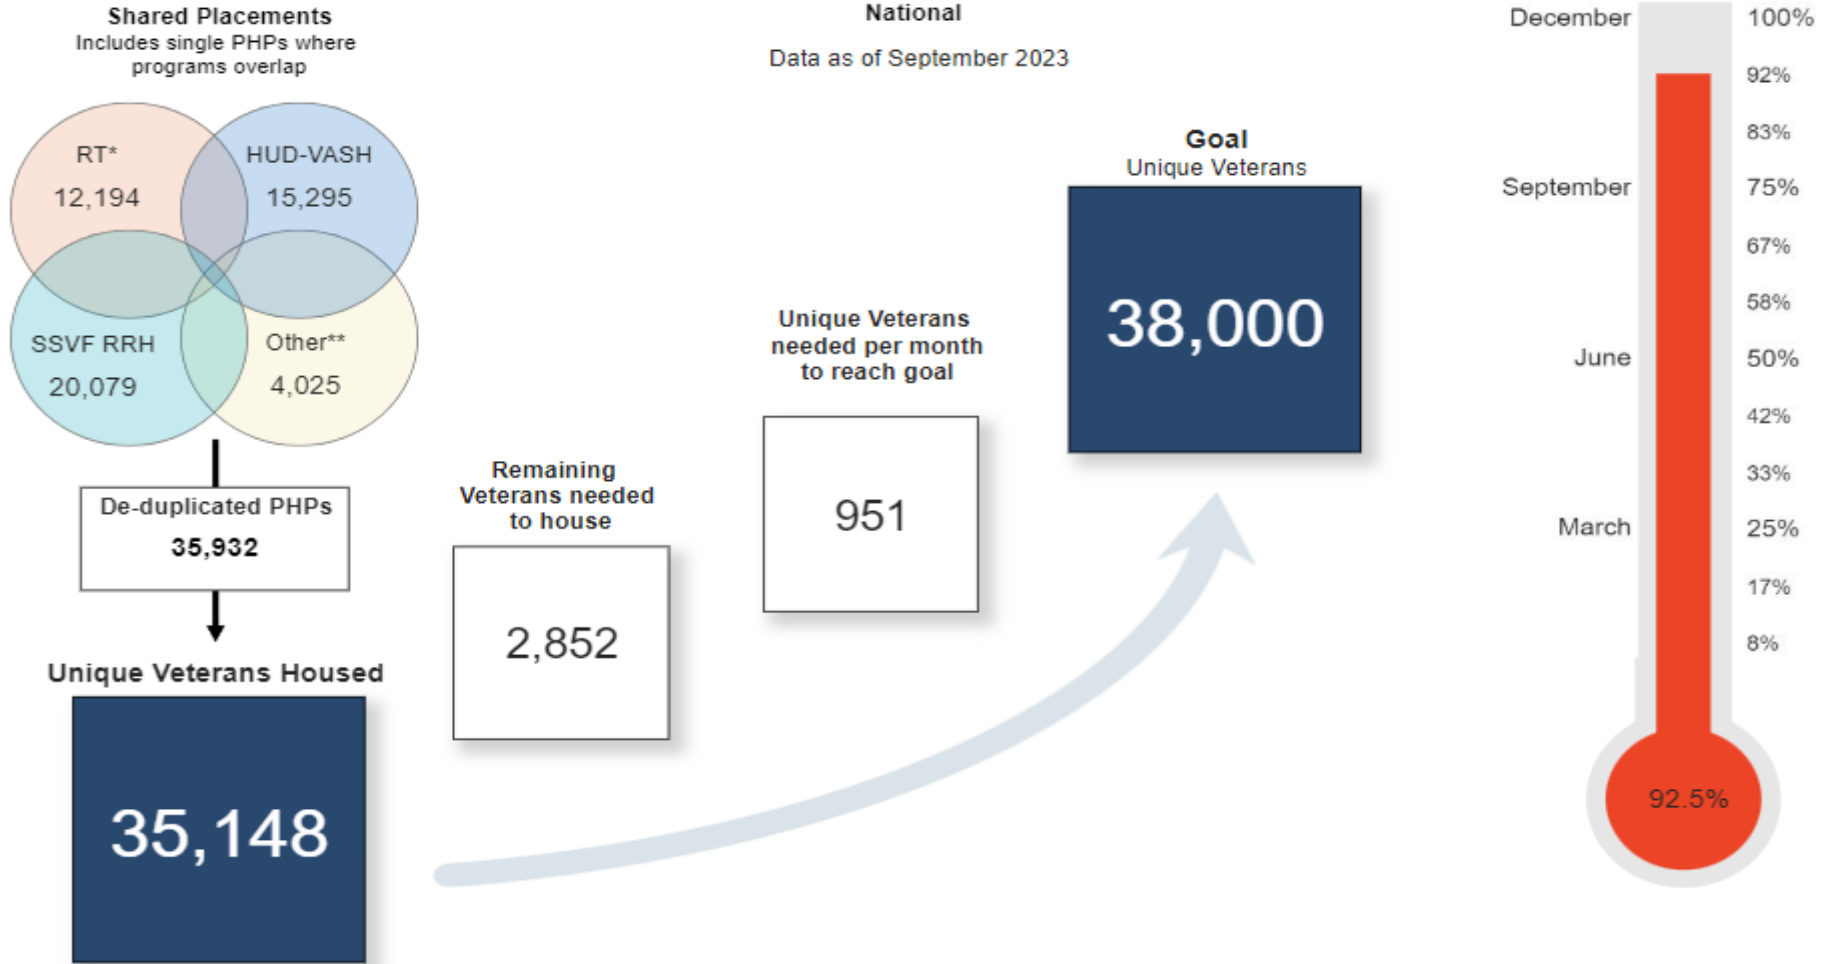 Shared Placements
Includes single PHPs where
programs overlap
RT*
12,194
HUD-VASH
15,295
SSVF RRH
20,079
Other**
4,025
De-duplicated PHPs
35,932
Unique Veterans Housed
35,148
Remaining
Veterans needed
to house
2,852
National
Data as of September 2023
Unique Veterans
needed per month
to reach goal
951
Goal
Unique Veterans
38,000
December
100%
92%
83%
September
75%
67%
58%
June
50%
42%
33%
March
25%
17%
8%
92.5%